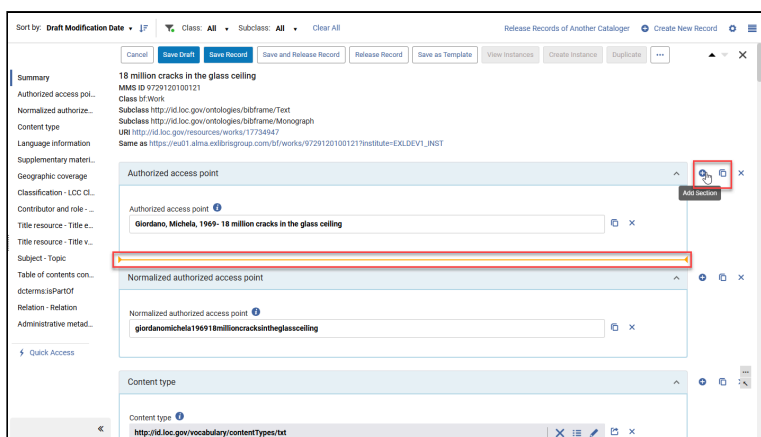 Sort by: Draft Modification Date Class: All Subclass: All Clear All Release Records of Another Cataloger Create New Record
Cancel Save Draft Save Record Save and Release Record Release Record Save as Template View Instances Create Instance Duplicate ...
Summary
Authorized access poi...
Normalized authorize...
Content type
Language information
Supplementary materi...
Geographic coverage
Classification - LCC Cl...
Contributor and role - ...
Title resource - Title e...
Title resource - Title v...
Subject - Topic
Table of contents con...
dcterms:isPartOf
Relation - Relation
Administrative metad...
Quick Access
18 million cracks in the glass ceiling
MMS ID 9729120100121
Class bf:Work
Subclass http://id.loc.gov/ontologies/bibframe/Text
Subclass http://id.loc.gov/ontologies/bibframe/Monograph
URI http://id.loc.gov/resources/works/17734947
Same as https://eu01.alma.exlibrisgroup.com/bf/works/9729120100121?institute=EXLDEV1_INST
Authorized access point
Add Section
Authorized access point
Giordano, Michela, 1969- 18 million cracks in the glass ceiling
Normalized authorized access point
Normalized authorized access point
giordanomichela196918millioncracksintheglassceiling
Content type
Content type
http://id.loc.gov/vocabulary/contentTypes/txt